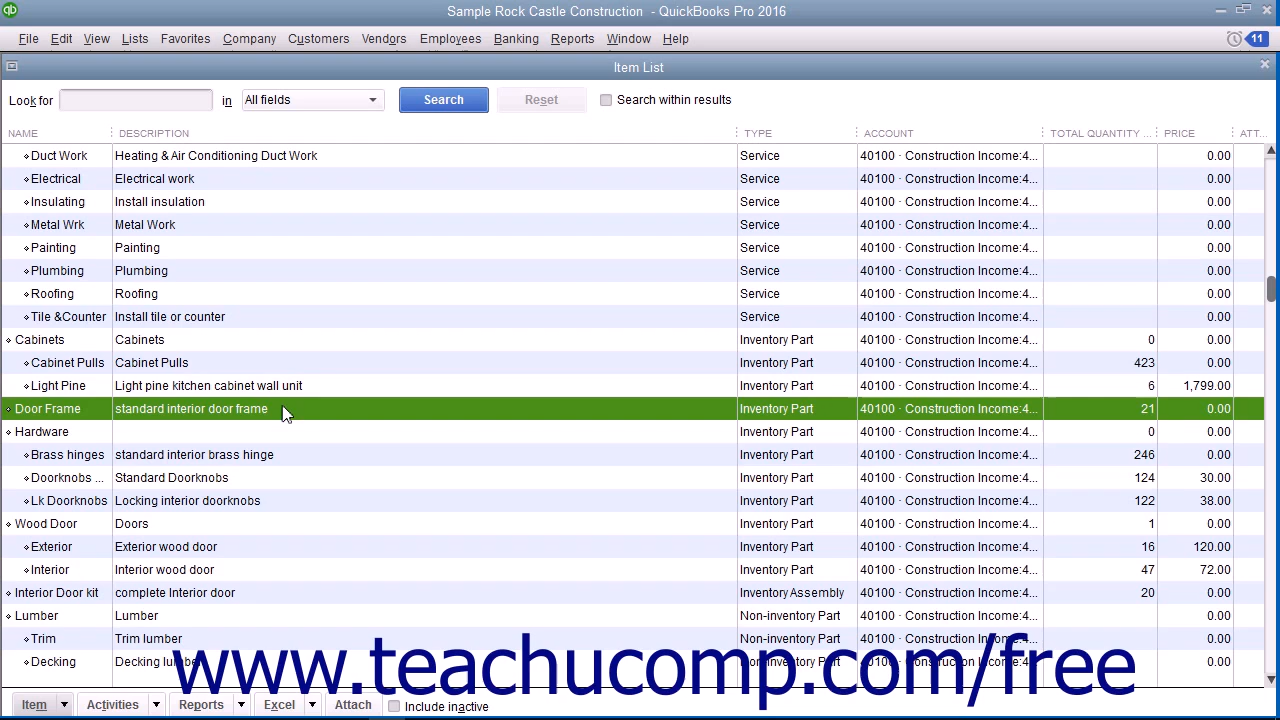 Sample Rock Castle Construction - QuickBooks Pro 2016
File Edit View Lists Favorites Company Customers Vendors Employees Banking Reports Window Help 11
Item List
Look for in All fields Search Reset Search within results
NAME DESCRIPTION TYPE ACCOUNT TOTAL QUANTITY ... PRICE ATT...
Duct Work Heating & Air Conditioning Duct Work Service 40100 · Construction Income:4... 0.00
Electrical Electrical work Service 40100 · Construction Income:4... 0.00
Insulating Install insulation Service 40100 · Construction Income:4... 0.00
Metal Wrk Metal Work Service 40100 · Construction Income:4... 0.00
Painting Painting Service 40100 · Construction Income:4... 0.00
Plumbing Plumbing Service 40100 · Construction Income:4... 0.00
Roofing Roofing Service 40100 · Construction Income:4... 0.00
Tile &Counter Install tile or counter Service 40100 · Construction Income:4... 0.00
Cabinets Cabinets Inventory Part 40100 · Construction Income:4... 0 0.00
Cabinet Pulls Cabinet Pulls Inventory Part 40100 · Construction Income:4... 423 0.00
Light Pine Light pine kitchen cabinet wall unit Inventory Part 40100 · Construction Income:4... 6 1,799.00
Door Frame standard interior door frame Inventory Part 40100 · Construction Income:4... 21 0.00
Hardware Inventory Part 40100 · Construction Income:4... 0 0.00
Brass hinges standard interior brass hinge Inventory Part 40100 · Construction Income:4... 246 0.00
Doorknobs ... Standard Doorknobs Inventory Part 40100 · Construction Income:4... 124 30.00
Lk Doorknobs Locking interior doorknobs Inventory Part 40100 · Construction Income:4... 122 38.00
Wood Door Doors Inventory Part 40100 · Construction Income:4... 1 0.00
Exterior Exterior wood door Inventory Part 40100 · Construction Income:4... 16 120.00
Interior Interior wood door Inventory Part 40100 · Construction Income:4... 47 72.00
Interior Door kit complete Interior door Inventory Assembly 40100 · Construction Income:4... 20 0.00
Lumber Lumber Non-inventory Part 40100 · Construction Income:4... 0.00
Trim Trim lumber Non-inventory Part 40100 · Construction Income:4... 0.00
Decking Decking lumber Non-inventory Part 40100 · Construction Income:4... 0.00
www.teachucomp.com/free
Item Activities Reports Excel Attach Include inactive